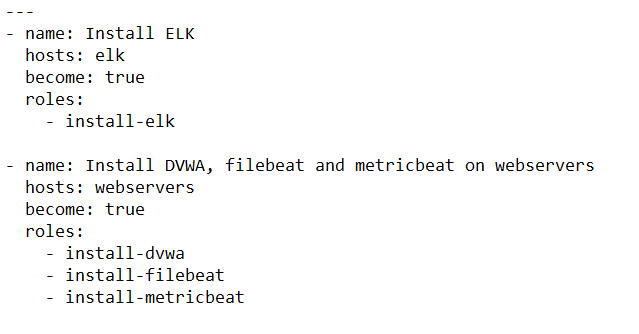 ---
- name: Install ELK
  hosts: elk
  become: true
  roles:
    - install-elk

- name: Install DVWA, filebeat and metricbeat on webservers
  hosts: webservers
  become: true
  roles:
    - install-dvwa
    - install-filebeat
    - install-metricbeat